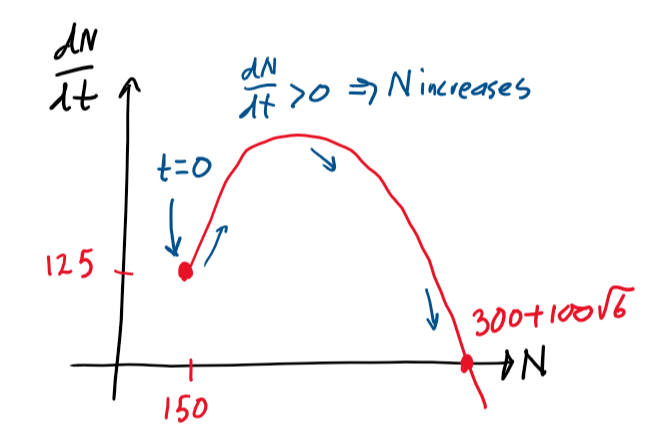 dN/dt
dN/dt >0 ⇒ N increases
t=0
125
300+100√6
N
150